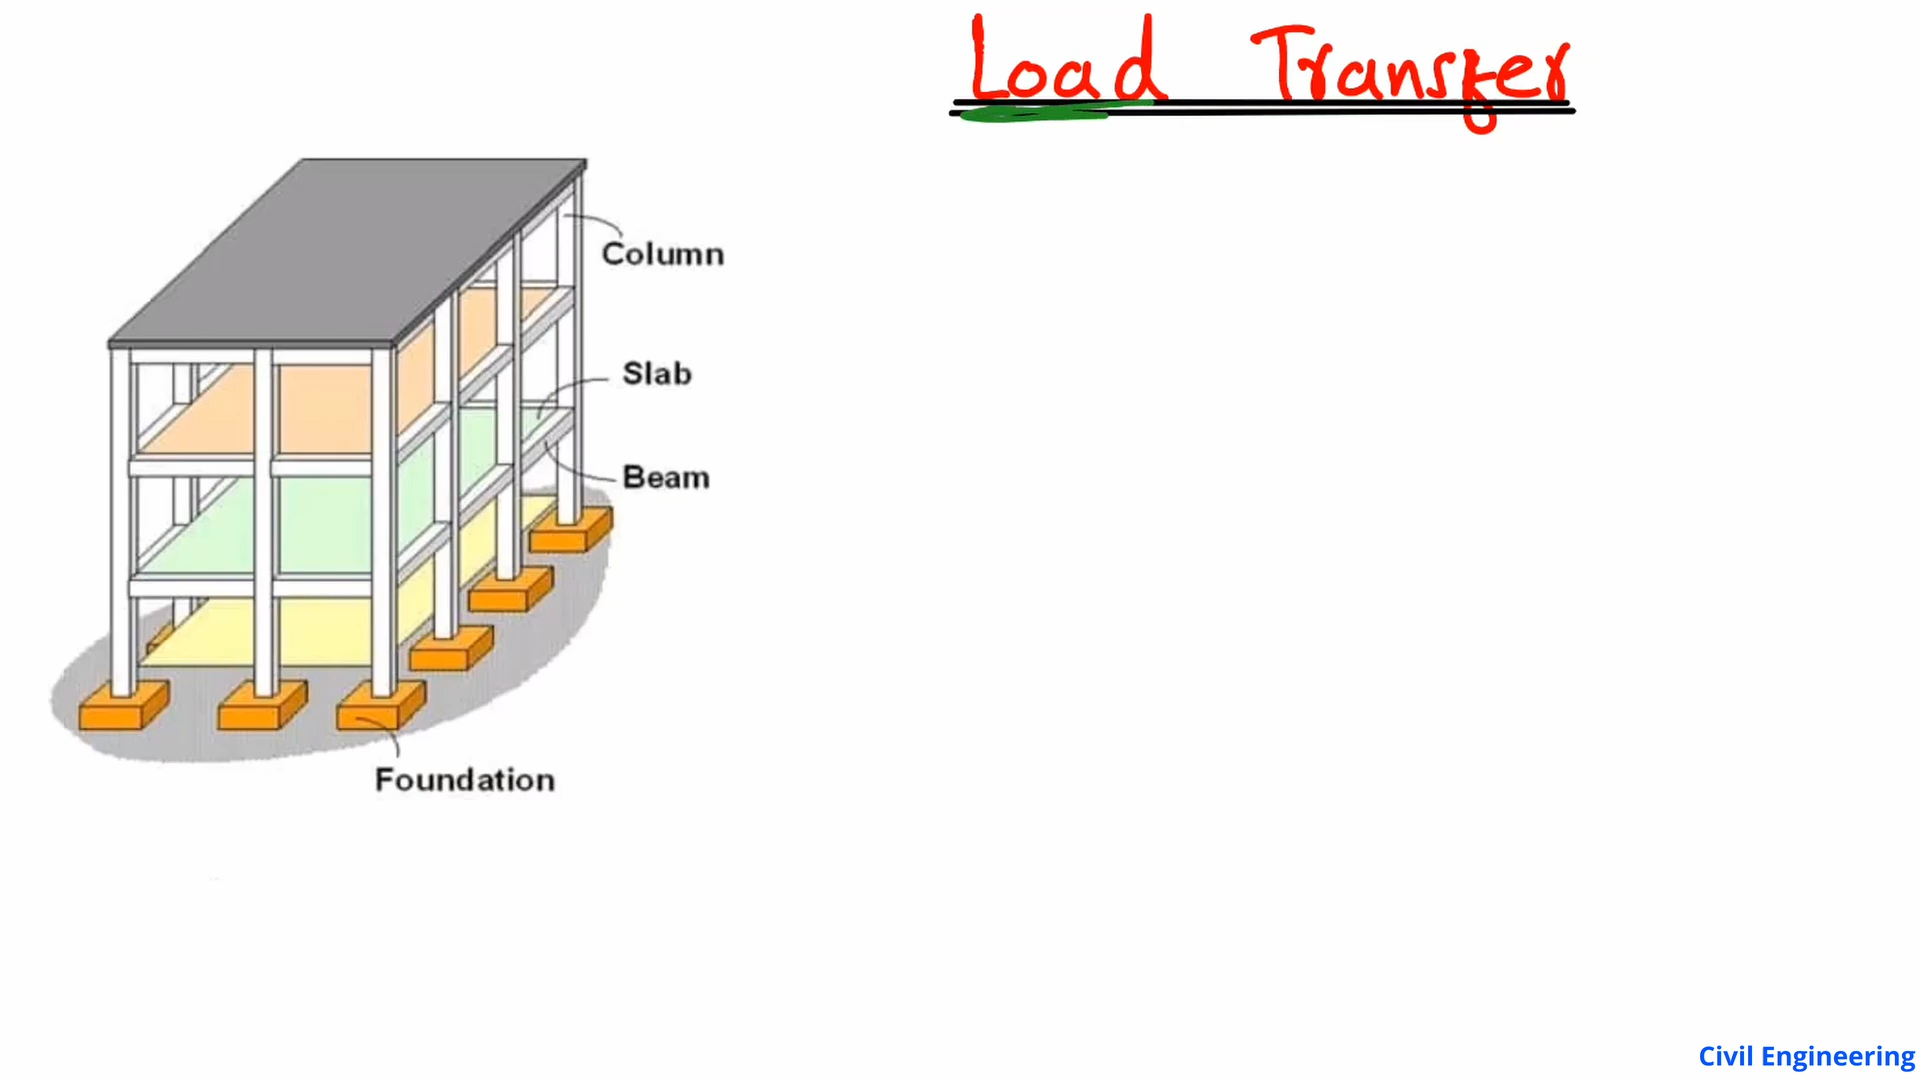 Load Transfer
Column
Slab
Beam
Foundation
Civil Engineering